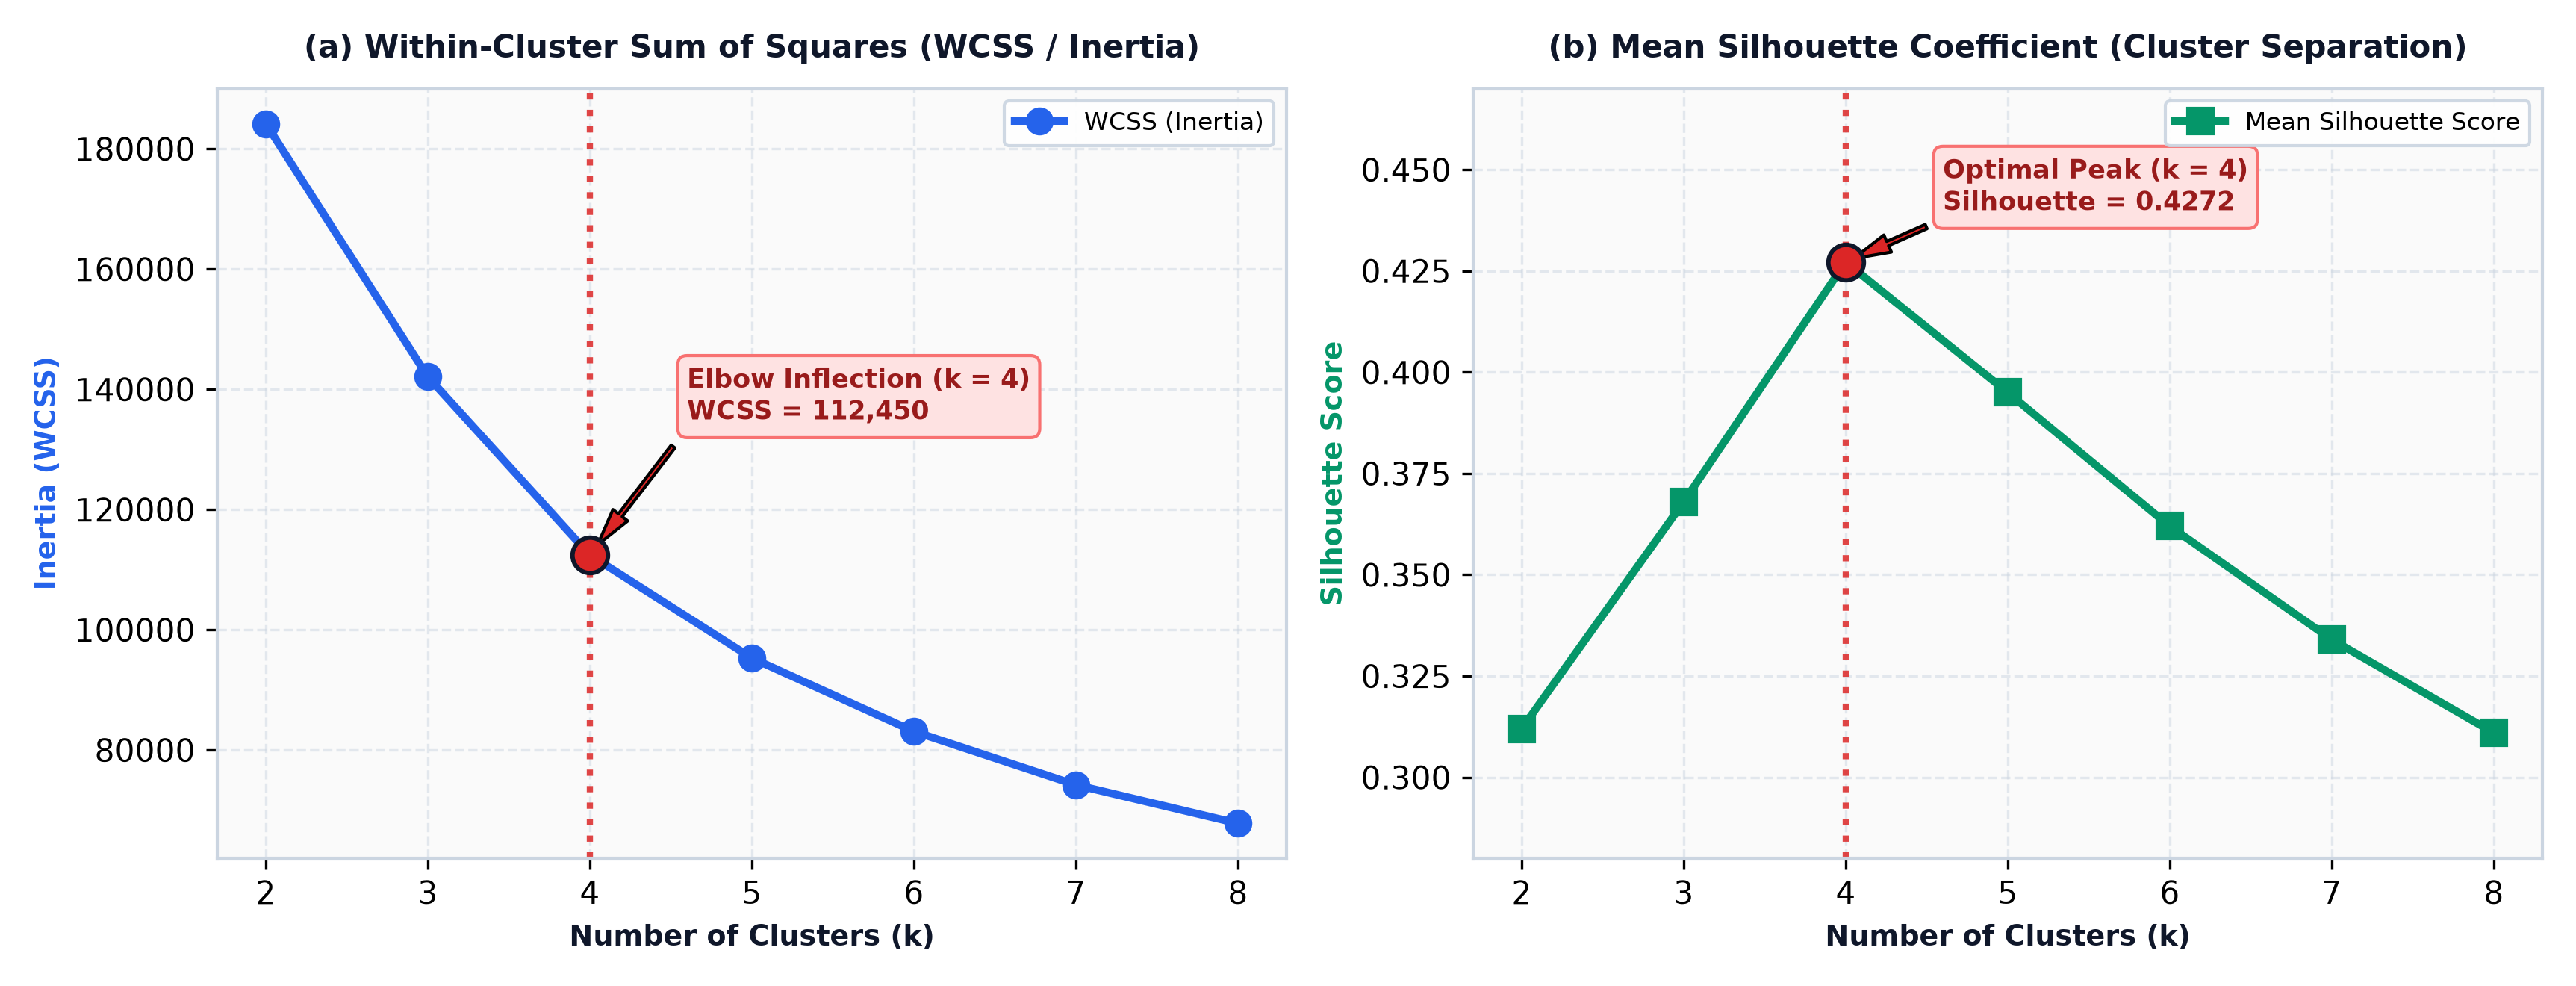 (a) Within-Cluster Sum of Squares (WCSS / Inertia)
WCSS (Inertia)
Elbow Inflection (k = 4)
WCSS = 112,450
Inertia (WCSS)
180000
160000
140000
120000
100000
80000
2 3 4 5 6 7 8
Number of Clusters (k)
(b) Mean Silhouette Coefficient (Cluster Separation)
Mean Silhouette Score
Optimal Peak (k = 4)
Silhouette = 0.4272
Silhouette Score
0.450
0.425
0.400
0.375
0.350
0.325
0.300
2 3 4 5 6 7 8
Number of Clusters (k)